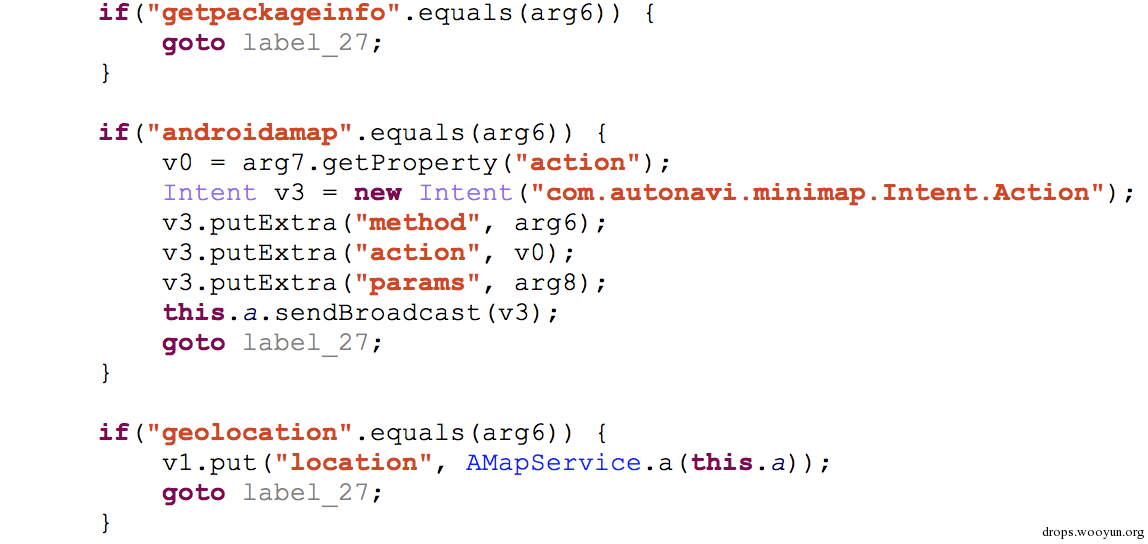 if("getpackageinfo".equals(arg6)) {
    goto label_27;
}

if("androidamap".equals(arg6)) {
    v0 = arg7.getProperty("action");
    Intent v3 = new Intent("com.autonavi.minimap.Intent.Action");
    v3.putExtra("method", arg6);
    v3.putExtra("action", v0);
    v3.putExtra("params", arg8);
    this.a.sendBroadcast(v3);
    goto label_27;
}

if("geolocation".equals(arg6)) {
    v1.put("location", AMapService.a(this.a));
    goto label_27;
}
drops.wooyun.org